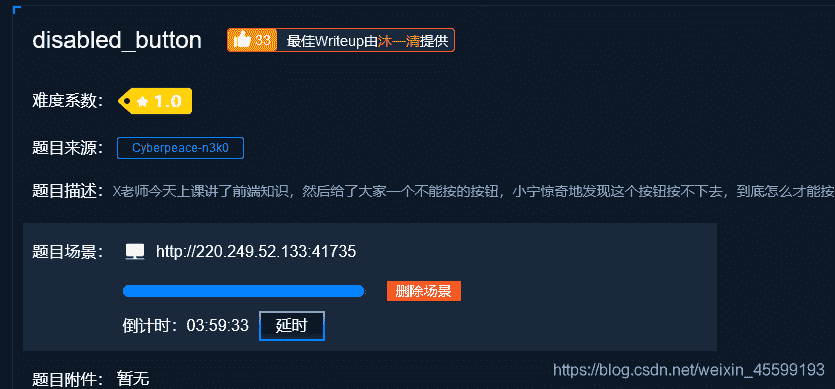 disabled_button 33 最佳Writeup由沐一清提供
难度系数： 1.0
题目来源： Cyberpeace-n3k0
题目描述：X老师今天上课讲了前端知识，然后给了大家一个不能按的按钮，小宁惊奇地发现这个按钮按不下去，到底怎么才能按
题目场景： http://220.249.52.133:41735
删除场景
倒计时：03:59:33 延时
题目附件： 暂无
https://blog.csdn.net/weixin_45599193